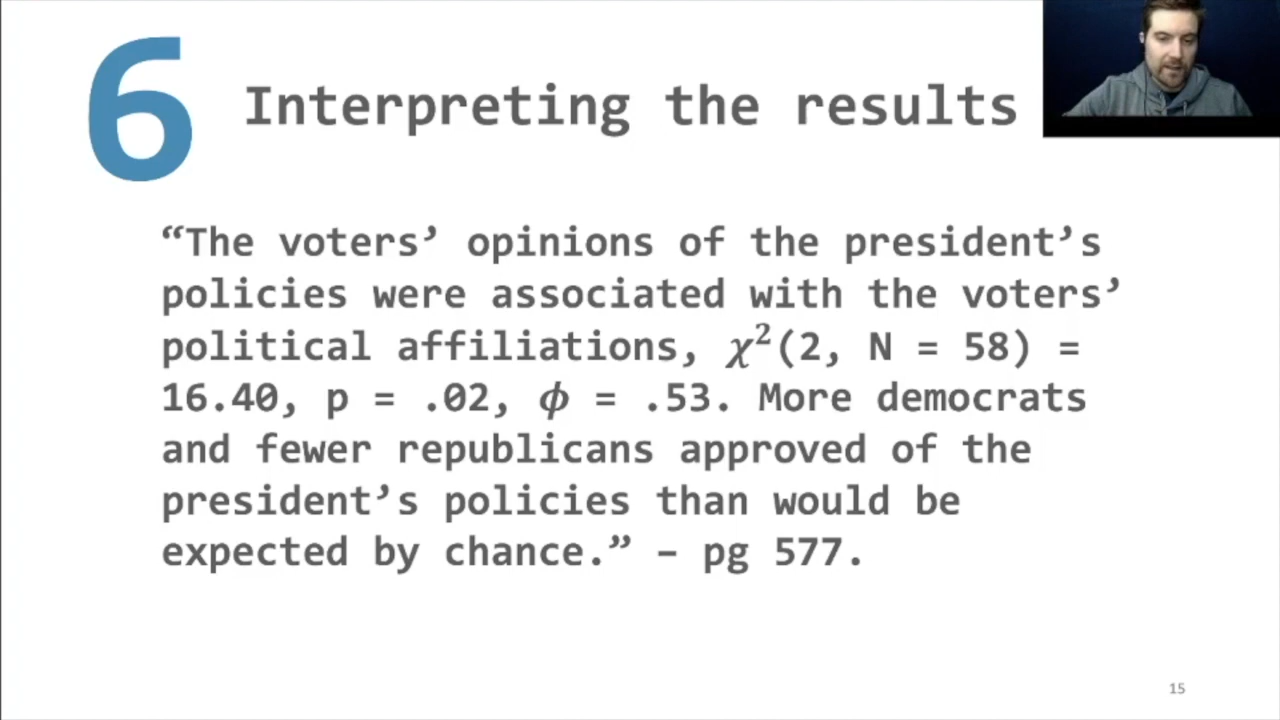 6 Interpreting the results
“The voters’ opinions of the president’s
policies were associated with the voters’
political affiliations, 𝜒²(2, N = 58) =
16.40, p = .02, 𝜙 = .53. More democrats
and fewer republicans approved of the
president’s policies than would be
expected by chance.” – pg 577.
15